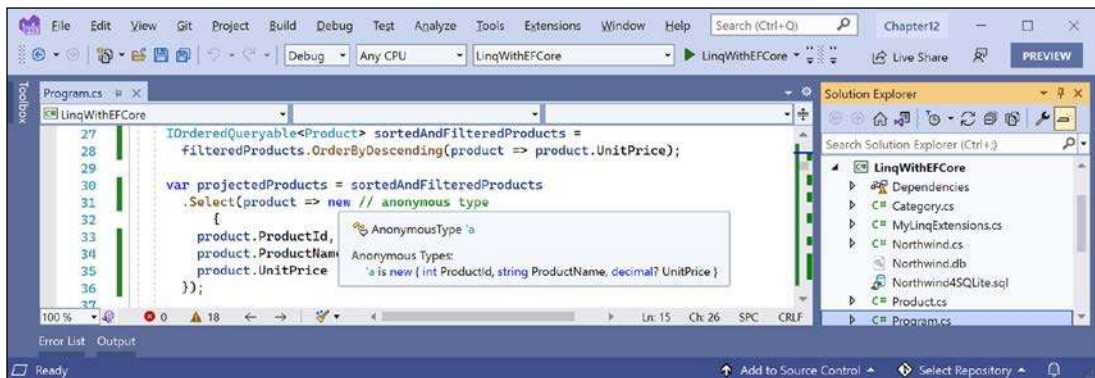 File Edit View Git Project Build Debug Test Analyze Tools Extensions Window Help Search (Ctrl+Q) Chapter12
Debug Any CPU LinqWithEFCore LinqWithEFCore Live Share PREVIEW
Toolbox
Program.cs
LinqWithEFCore
27 IOrderedQueryable<Product> sortedAndFilteredProducts =
28 filteredProducts.OrderByDescending(product => product.UnitPrice);
29
30 var projectedProducts = sortedAndFilteredProducts
31 .Select(product => new // anonymous type
32 {
33 product.ProductId,
34 product.ProductNam
35 product.UnitPrice
36 });
37
AnonymousType 'a
Anonymous Types:
'a is new { int ProductId, string ProductName, decimal? UnitPrice }
100 % 0 18 Ln: 15 Ch: 26 SPC CRLF
Error List Output
Solution Explorer
Search Solution Explorer (Ctrl+;)
LinqWithEFCore
Dependencies
C# Category.cs
C# MyLinqExtensions.cs
C# Northwind.cs
Northwind.db
Northwind4SQLite.sql
C# Product.cs
C# Program.cs
Ready Add to Source Control Select Repository